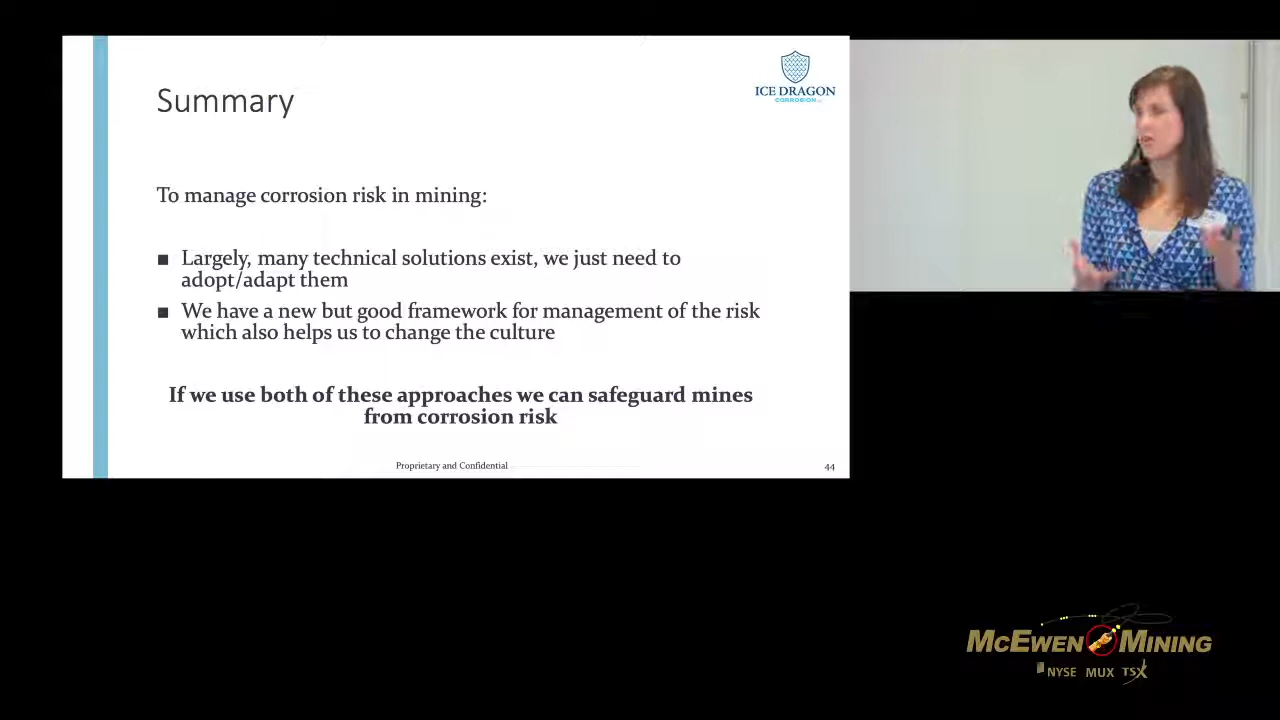 ICE DRAGON
CORROSION
Summary
To manage corrosion risk in mining:
■ Largely, many technical solutions exist, we just need to
adopt/adapt them
■ We have a new but good framework for management of the risk
which also helps us to change the culture
If we use both of these approaches we can safeguard mines
from corrosion risk
Proprietary and Confidential
44
MCEWEN MINING
NYSE MUX TSX